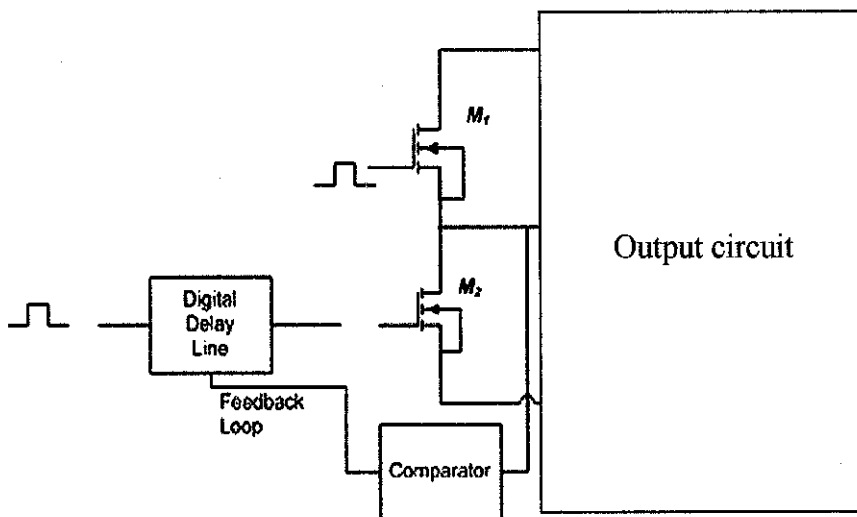 M1
Output circuit
M2
Digital
Delay
Line
Feedback
Loop
Comparator